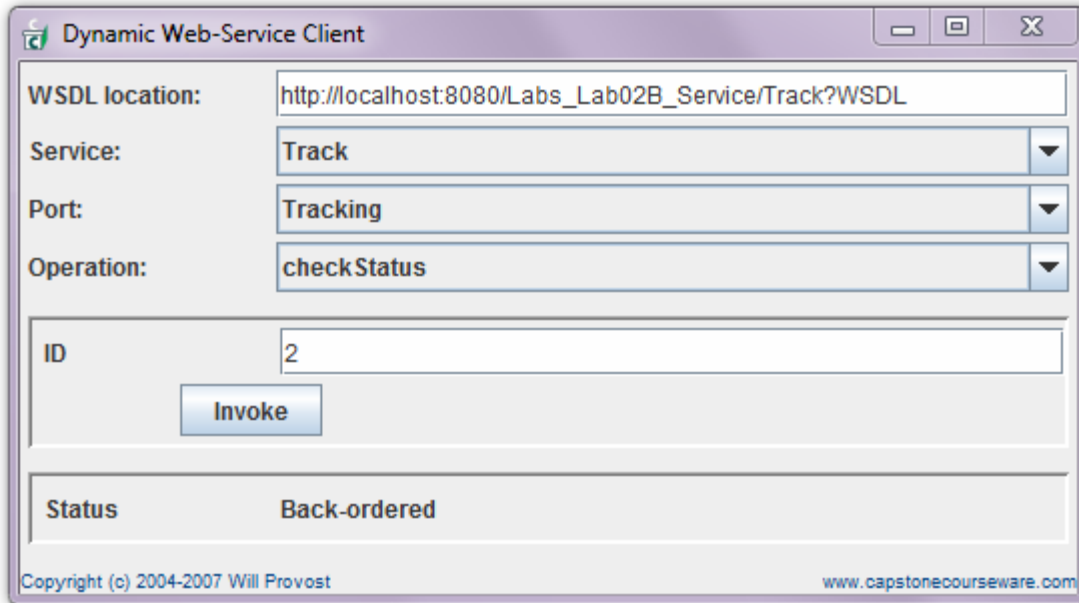 Dynamic Web-Service Client
WSDL location: http://localhost:8080/Labs_Lab02B_Service/Track?WSDL
Service: Track
Port: Tracking
Operation: checkStatus
ID 2
Invoke
Status Back-ordered
Copyright (c) 2004-2007 Will Provost www.capstonecourseware.com